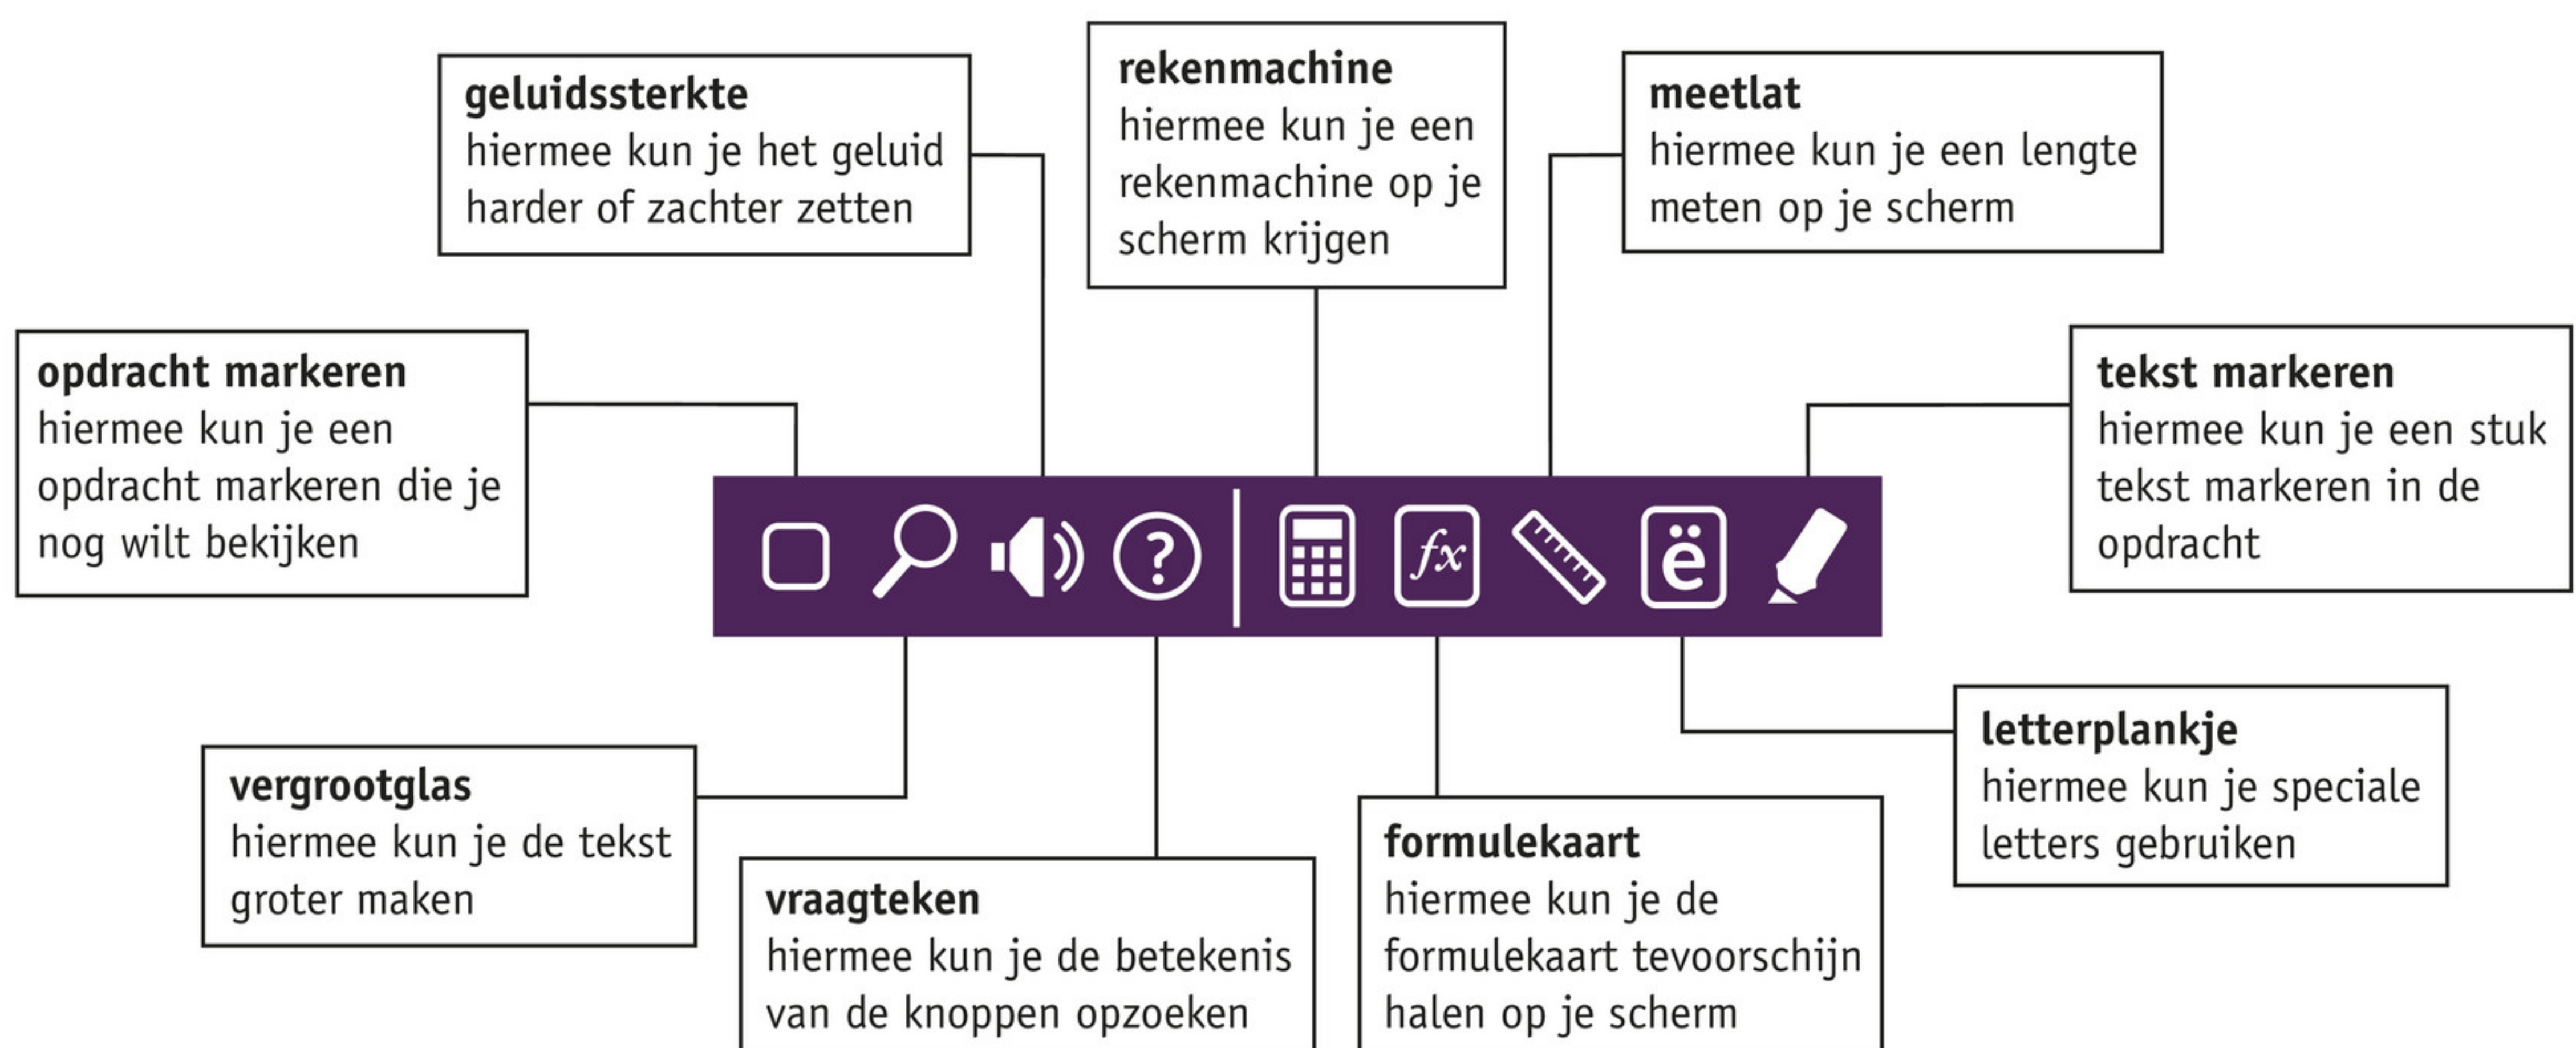 geluidssterkte
hiermee kun je het geluid
harder of zachter zetten
rekenmachine
hiermee kun je een
rekenmachine op je
scherm krijgen
meetlat
hiermee kun je een lengte
meten op je scherm
opdracht markeren
hiermee kun je een
opdracht markeren die je
nog wilt bekijken
tekst markeren
hiermee kun je een stuk
tekst markeren in de
opdracht
? fx ë
vergrootglas
hiermee kun je de tekst
groter maken
vraagteken
hiermee kun je de betekenis
van de knoppen opzoeken
formulekaart
hiermee kun je de
formulekaart tevoorschijn
halen op je scherm
letterplankje
hiermee kun je speciale
letters gebruiken